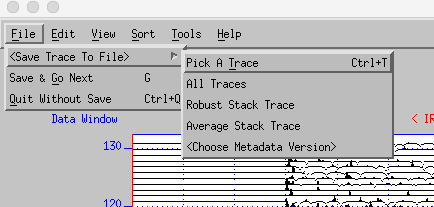 File Edit View Sort Tools Help
<Save Trace To File>
Save & Go Next G
Quit Without Save Ctrl+Q
Pick A Trace Ctrl+T
All Traces
Robust Stack Trace
Average Stack Trace
<Choose Metadata Version>
Data Window
< IR
130
120